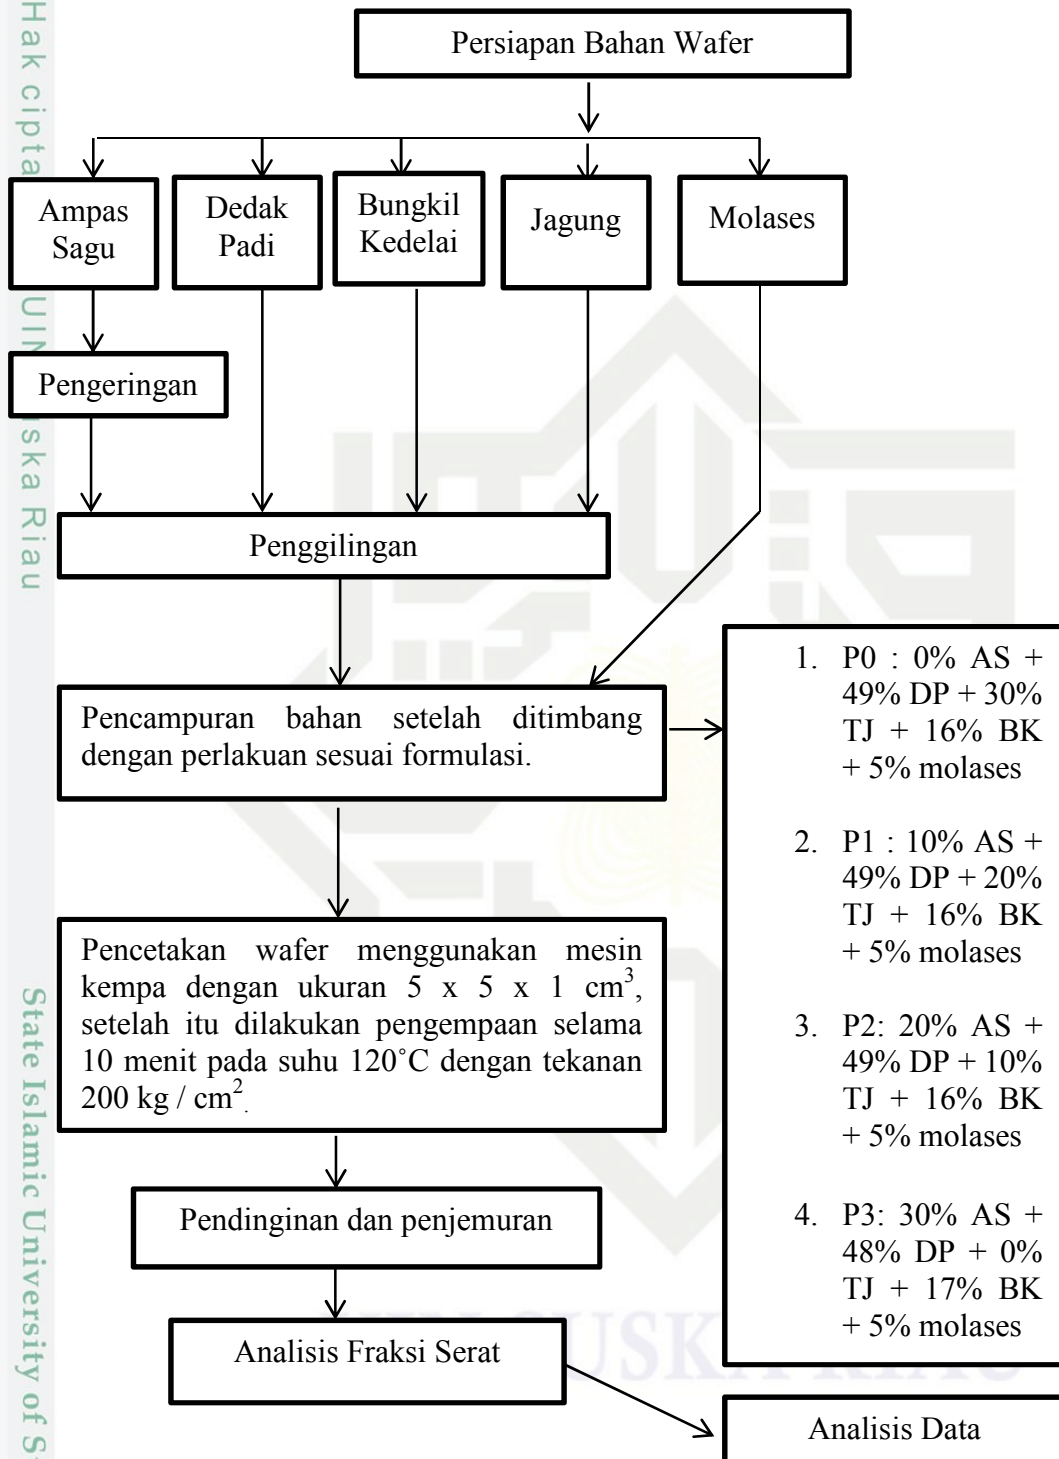 Hak cipta
UIN
uska Riau
State Islamic University of S
Persiapan Bahan Wafer
Ampas
Sagu
Dedak
Padi
Bungkil
Kedelai
Jagung
Molases
Pengeringan
Penggilingan
Pencampuran bahan setelah ditimbang
dengan perlakuan sesuai formulasi.
1. P0 : 0% AS +
49% DP + 30%
TJ + 16% BK
+ 5% molases
2. P1 : 10% AS +
49% DP + 20%
TJ + 16% BK
+ 5% molases
3. P2: 20% AS +
49% DP + 10%
TJ + 16% BK
+ 5% molases
4. P3: 30% AS +
48% DP + 0%
TJ + 17% BK
+ 5% molases
Pencetakan wafer menggunakan mesin
kempa dengan ukuran 5 x 5 x 1 cm³,
setelah itu dilakukan pengempaan selama
10 menit pada suhu 120˚C dengan tekanan
200 kg / cm².
Pendinginan dan penjemuran
Analisis Fraksi Serat
Analisis Data